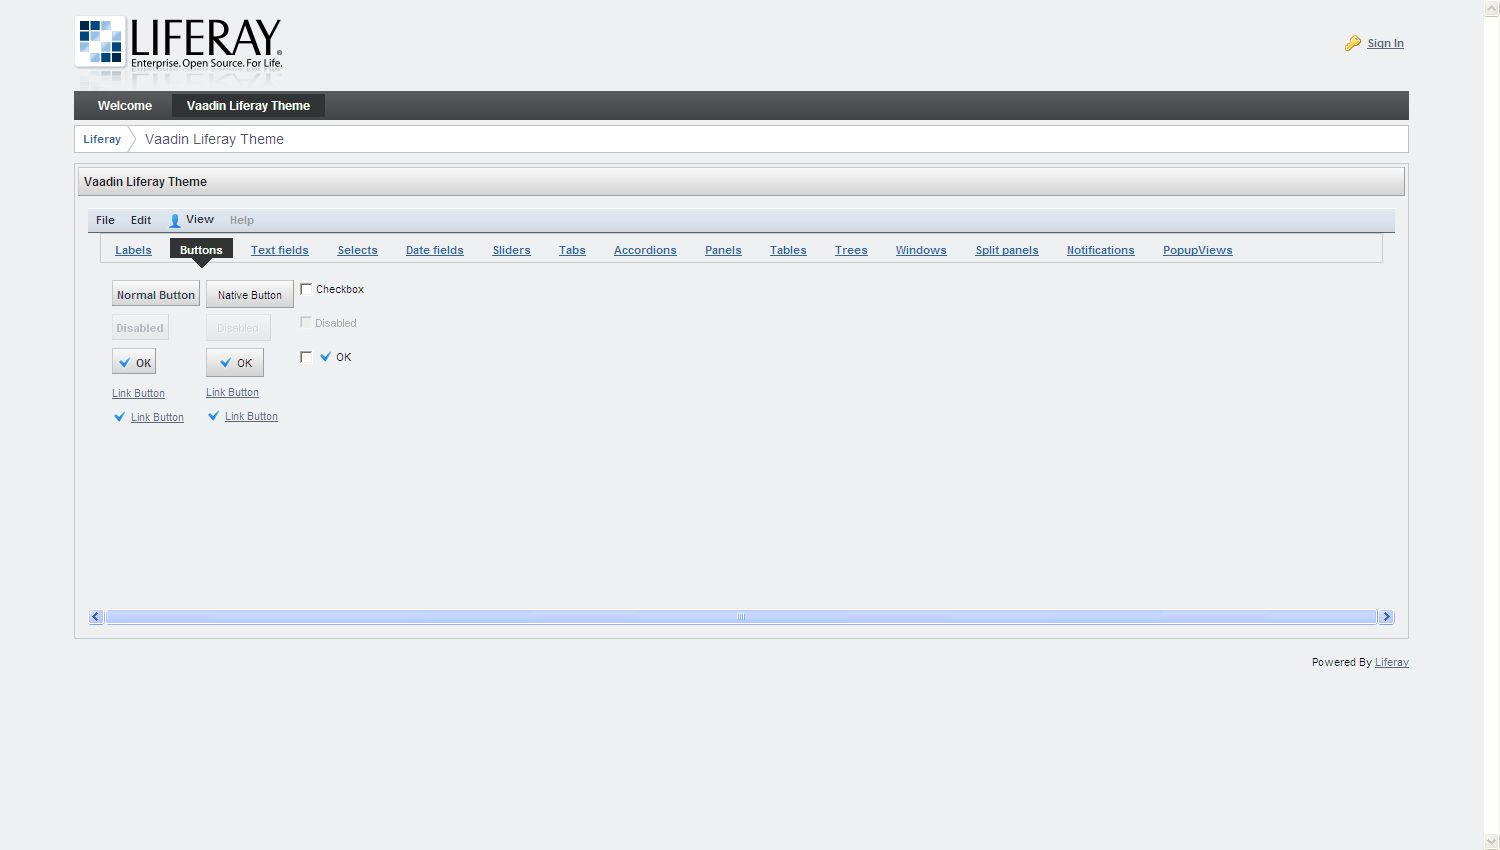 LIFERAY®
Enterprise. Open Source. For Life.
Sign In
Welcome Vaadin Liferay Theme
Liferay Vaadin Liferay Theme
Vaadin Liferay Theme
File Edit View Help
Labels Buttons Text fields Selects Date fields Sliders Tabs Accordions Panels Tables Trees Windows Split panels Notifications PopupViews
Normal Button Native Button Checkbox
Disabled Disabled Disabled
OK OK OK
Link Button Link Button
Link Button Link Button
Powered By Liferay